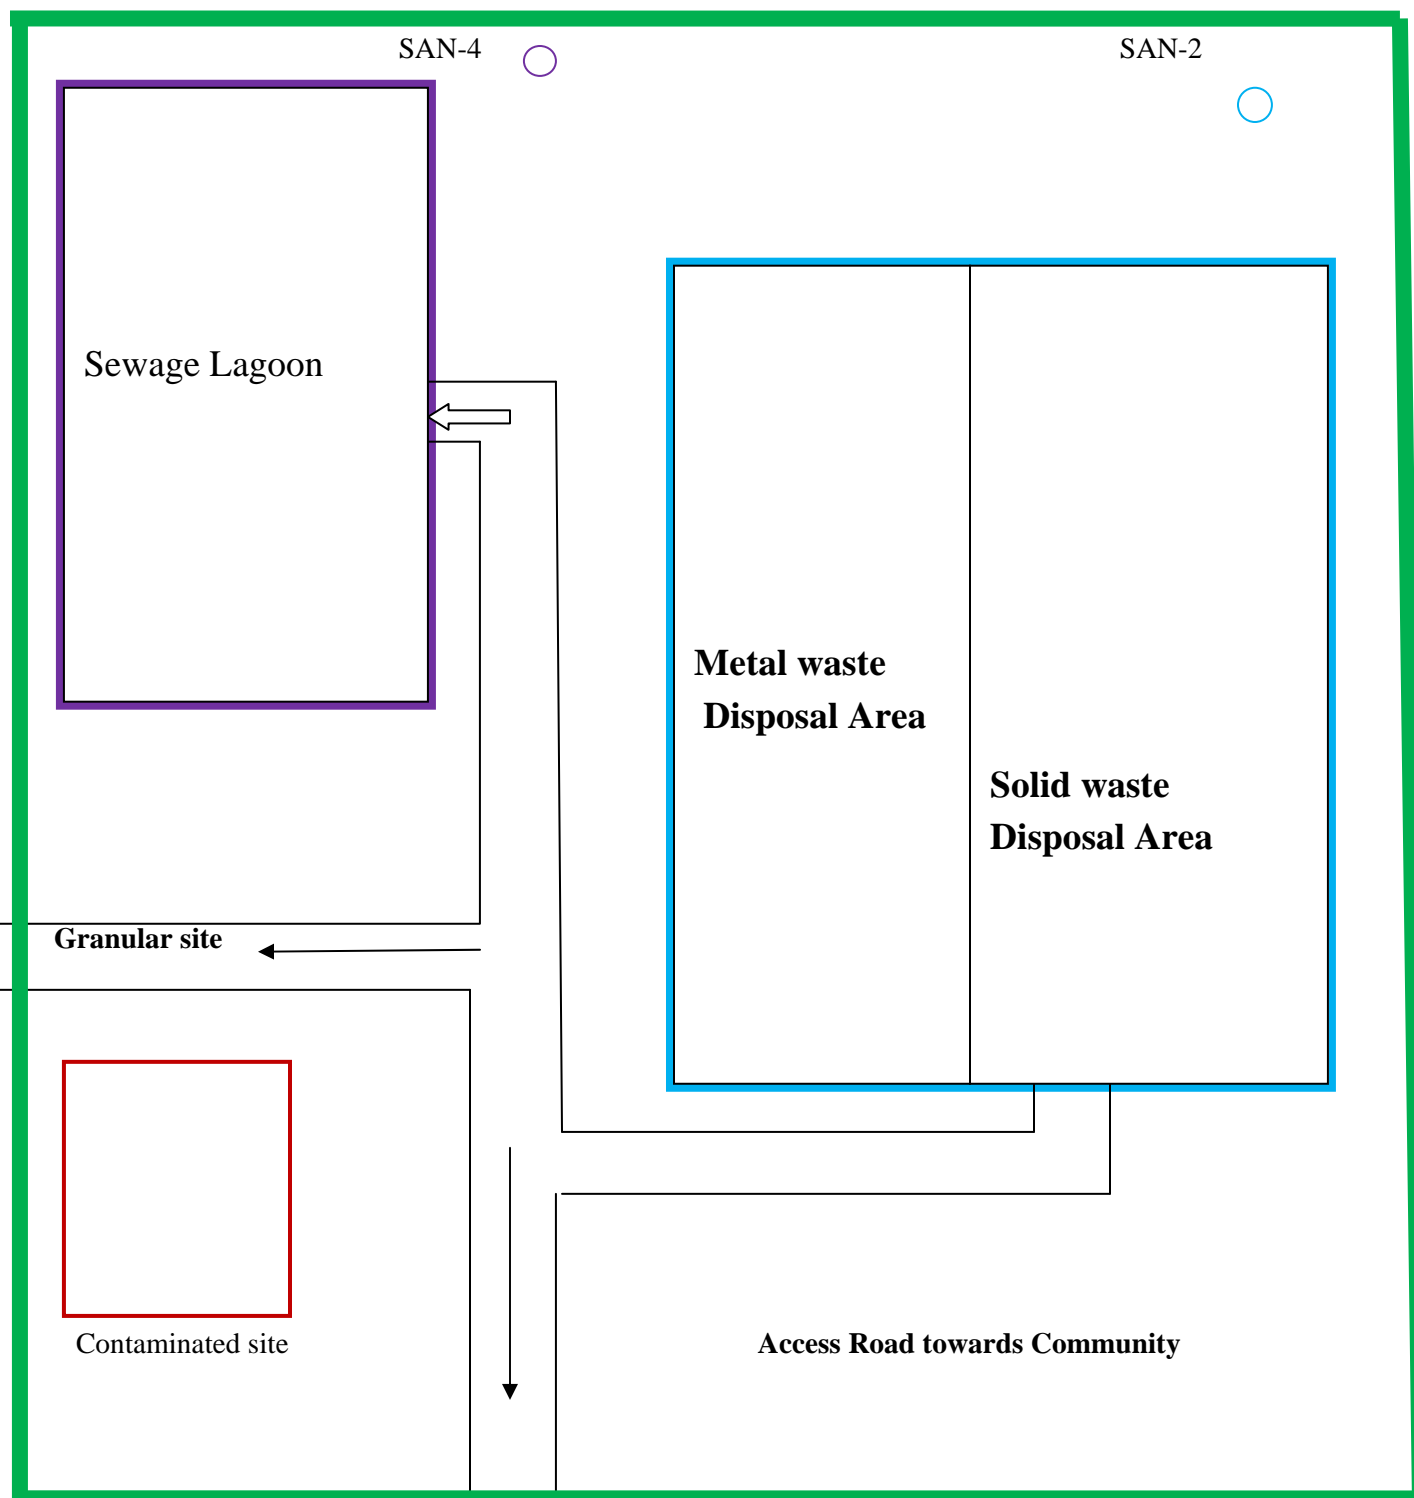 SAN-4
SAN-2
Sewage Lagoon
Metal waste
Disposal Area
Solid waste
Disposal Area
Granular site
Contaminated site
Access Road towards Community